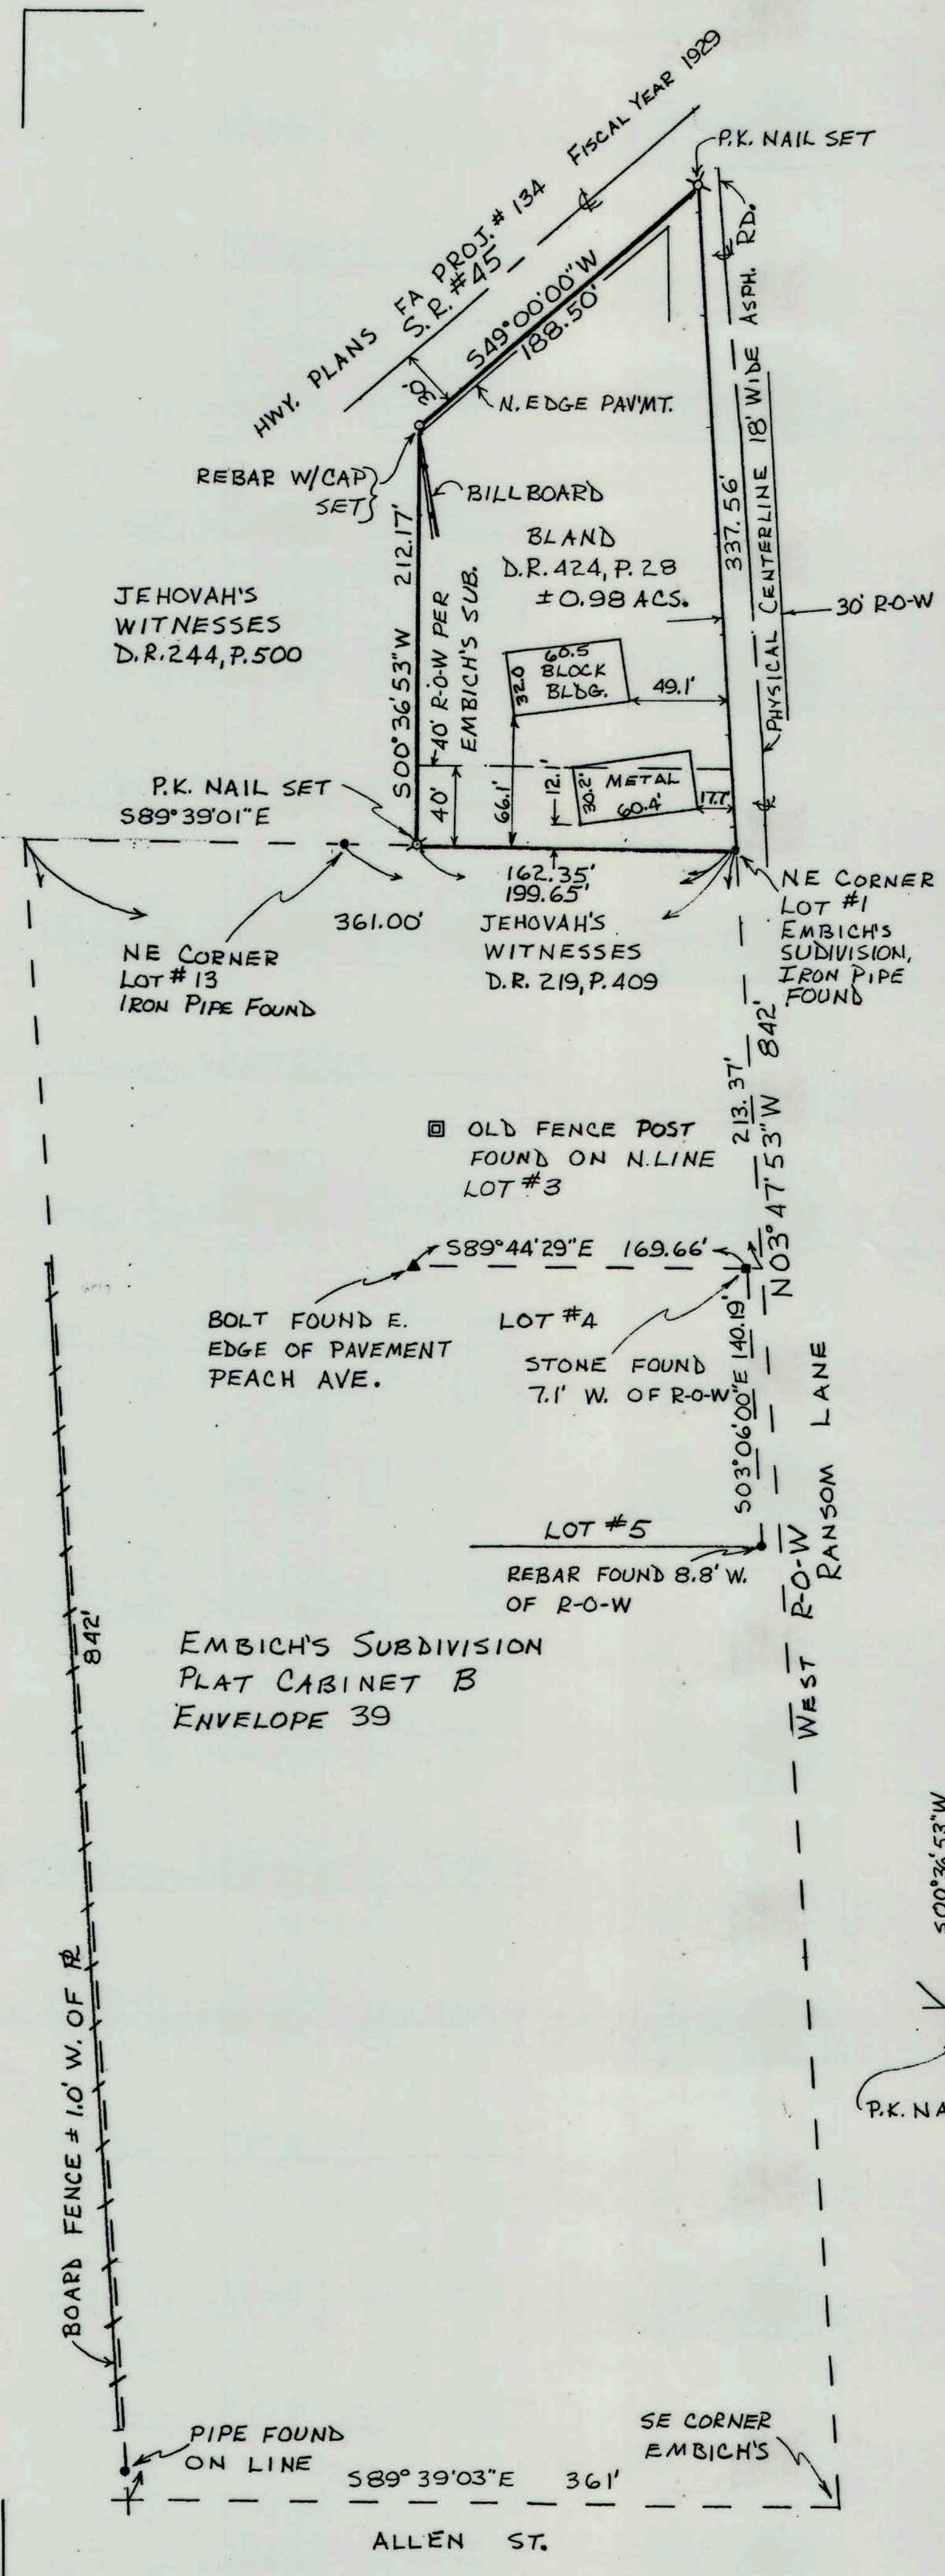 HWY. PLANS FA PROJ. # 134 FISCAL YEAR 1929
S.R. #45
℄
P.K. NAIL SET
S49°00'00"W
188.50'
30'
N. EDGE PAV'MT.
REBAR W/CAP
SET
BILLBOARD
BLAND
D.R. 424, P. 28
±0.98 ACS.
337.56'
PHYSICAL CENTERLINE 18' WIDE ASPH. RD.
℄
30' R-O-W
JEHOVAH'S
WITNESSES
D.R. 244, P. 500
S00°36'53"W 212.17'
40' R-O-W PER
EMBICH'S SUB.
60.5
32.0
BLOCK
BLDG.
49.1'
P.K. NAIL SET
40'
66.1'
12.1'
30.2'
METAL
60.4'
17.7'
℄
S89°39'01"E
162.35'
199.65'
361.00'
JEHOVAH'S
WITNESSES
D.R. 219, P. 409
NE CORNER
LOT # 13
IRON PIPE FOUND
NE CORNER
LOT #1
EMBICH'S
SUDIVISION,
IRON PIPE
FOUND
213.37'
N03°47'53"W 842'
OLD FENCE POST
FOUND ON N. LINE
LOT #3
S89°44'29"E 169.66'
BOLT FOUND E.
EDGE OF PAVEMENT
PEACH AVE.
LOT #4
STONE FOUND
7.1' W. OF R-O-W
S03°06'00"E 140.19'
LOT #5
REBAR FOUND 8.8' W.
OF R-O-W
WEST R-O-W
RANSOM LANE
842'
EMBICH'S SUBDIVISION
PLAT CABINET B
ENVELOPE 39
S00°36'53"W
P.K. NA
BOARD FENCE ± 1.0' W. OF ⅊
PIPE FOUND
ON LINE
SE CORNER
EMBICH'S
S89°39'03"E 361'
ALLEN ST.